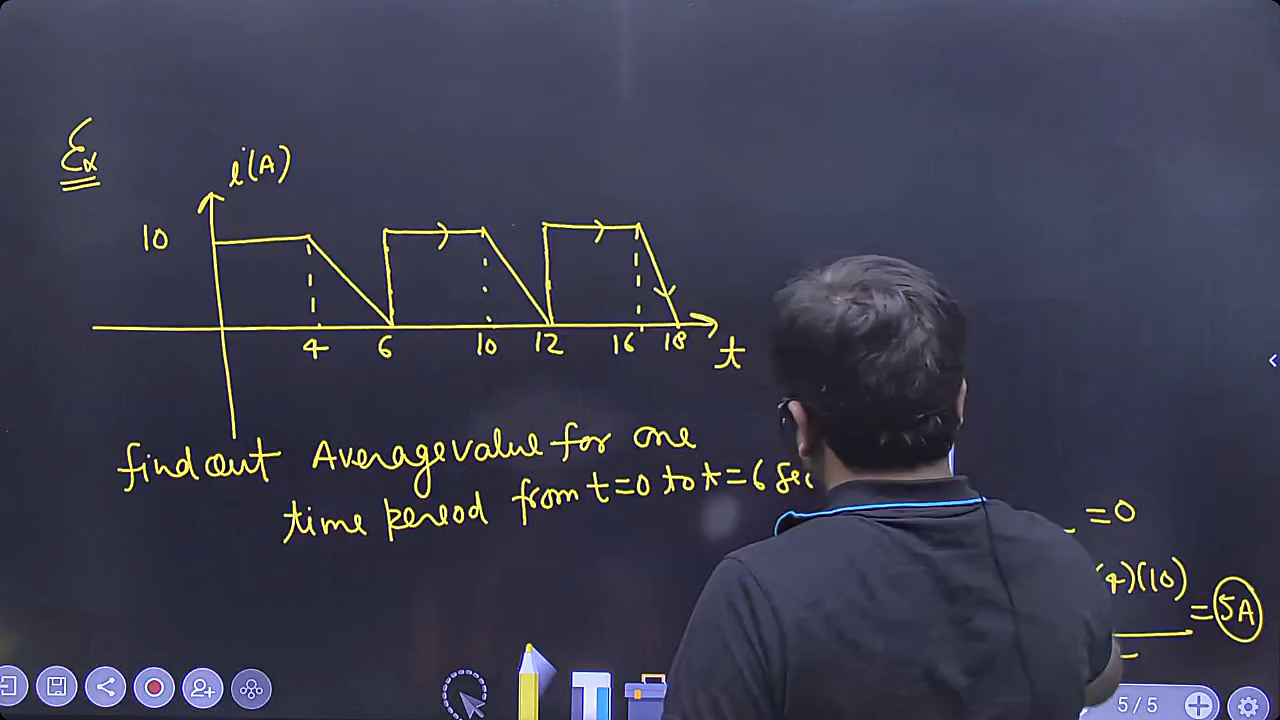 Ex
i(A)
10
4 6 10 12 16 18 t
find out Average value for one
time period from t=0 to t=6 sec
=0
(4)(10)
=5A
5/5